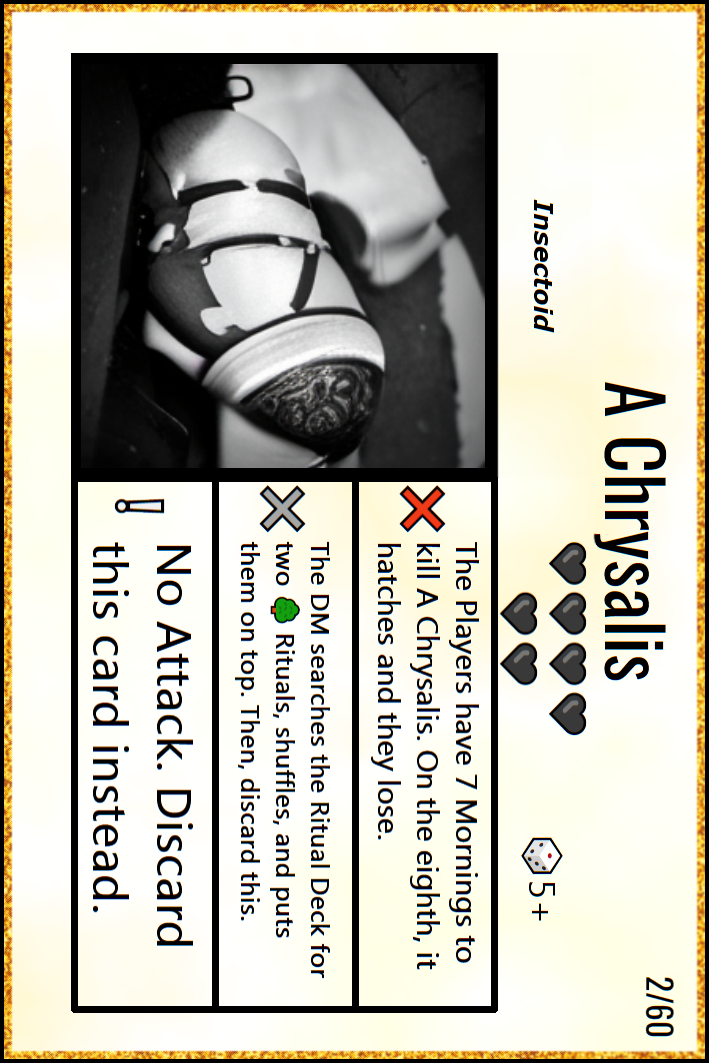 A Chrysalis
2/60
Insectoid
🖤🖤🖤🖤
🖤🖤
🎲5+
❌ The Players have 7 Mornings to
kill A Chrysalis. On the eighth, it
hatches and they lose.
The DM searches the Ritual Deck for
two 🌳 Rituals, shuffles, and puts
them on top. Then, discard this.
No Attack. Discard
this card instead.